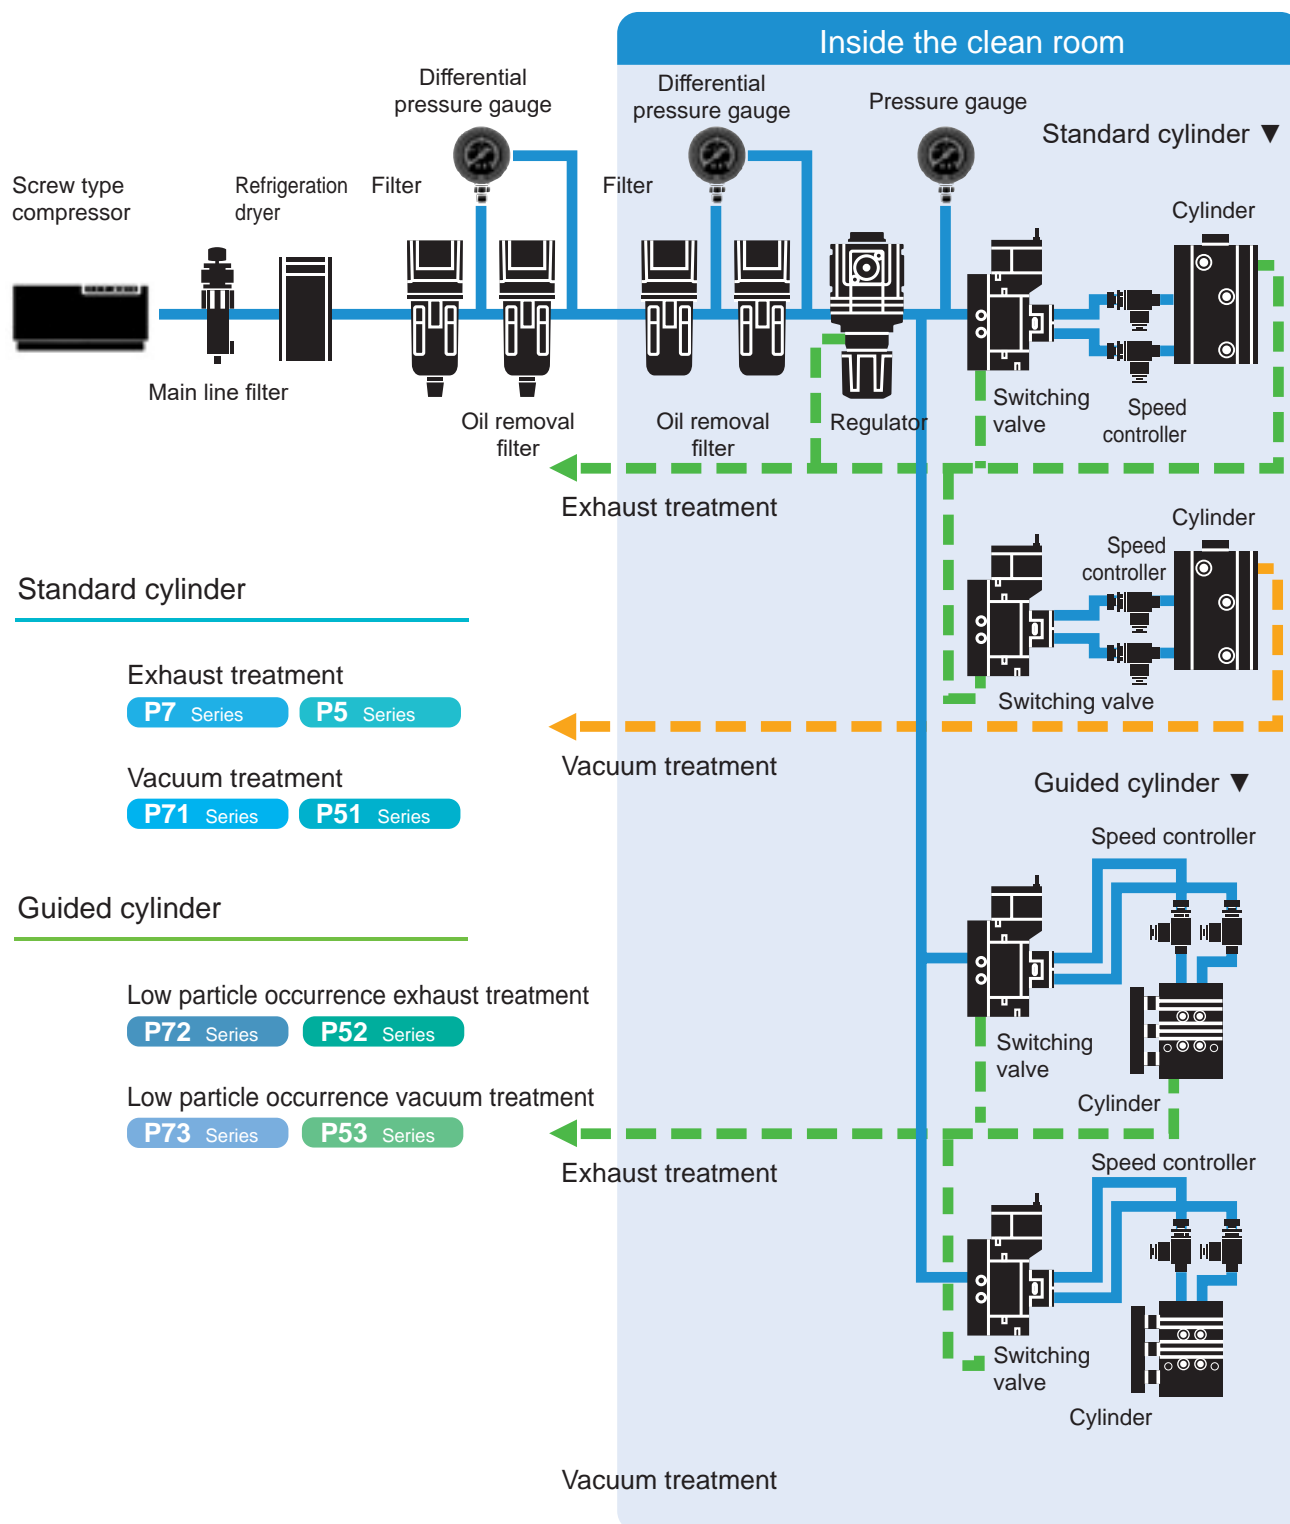 Inside the clean room
Differential
pressure gauge
Differential
pressure gauge
Pressure gauge
Standard cylinder ▼
Screw type
compressor
Refrigeration
dryer
Filter
Filter
Cylinder
Main line filter
Oil removal
filter
Oil removal
filter
Regulator
Switching
valve
Speed
controller
Exhaust treatment
Cylinder
Speed
controller
Switching valve
Vacuum treatment
Standard cylinder
Exhaust treatment
P7 Series
P5 Series
Vacuum treatment
P71 Series
P51 Series
Guided cylinder ▼
Speed controller
Guided cylinder
Low particle occurrence exhaust treatment
P72 Series
P52 Series
Low particle occurrence vacuum treatment
P73 Series
P53 Series
Switching
valve
Cylinder
Exhaust treatment
Speed controller
Switching
valve
Cylinder
Vacuum treatment